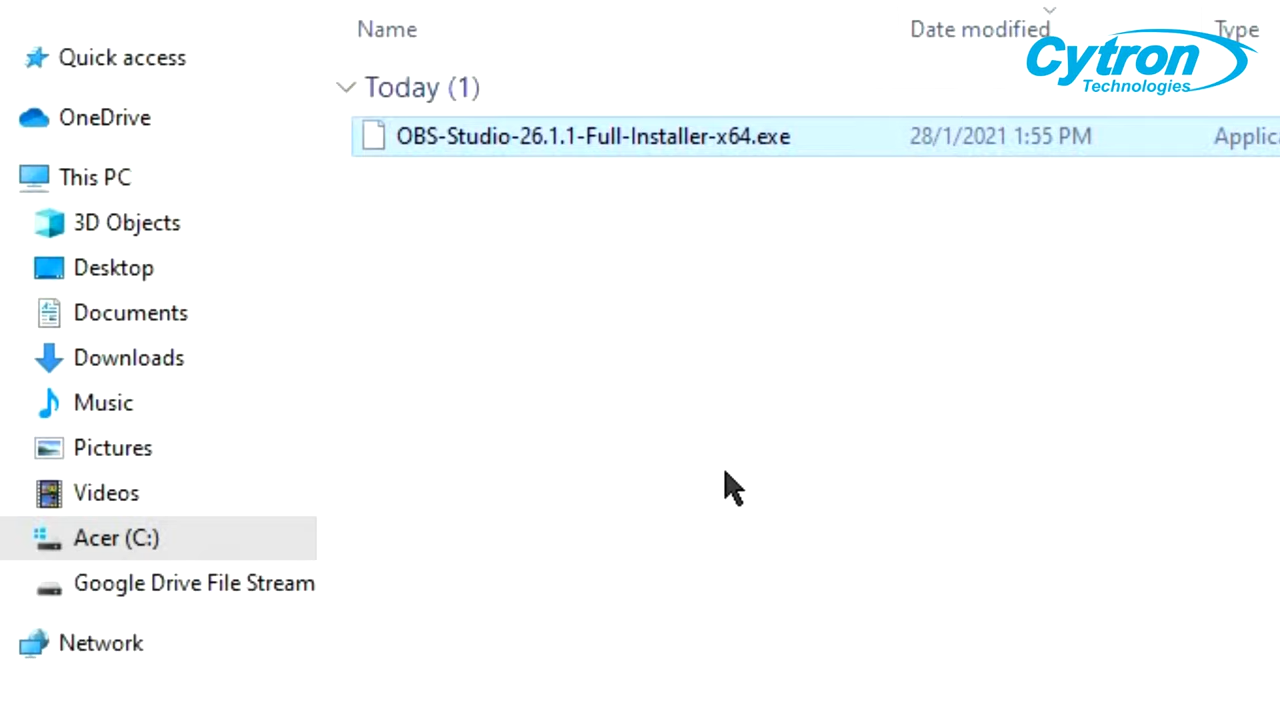 Name Date modified Type
Cytron
Technologies
Quick access
Today (1)
OneDrive
OBS-Studio-26.1.1-Full-Installer-x64.exe 28/1/2021 1:55 PM Applic
This PC
3D Objects
Desktop
Documents
Downloads
Music
Pictures
Videos
Acer (C:)
Google Drive File Stream
Network